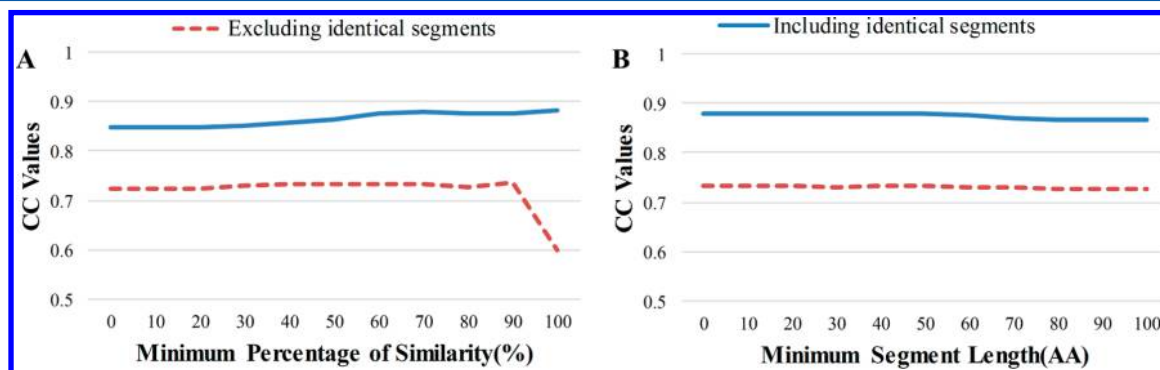 Excluding identical segments
Including identical segments
A
1
0.9
0.8
0.7
0.6
0.5
CC Values
0 10 20 30 40 50 60 70 80 90 100
Minimum Percentage of Similarity(%)
B
1
0.9
0.8
0.7
0.6
0.5
CC Values
0 10 20 30 40 50 60 70 80 90 100
Minimum Segment Length(AA)